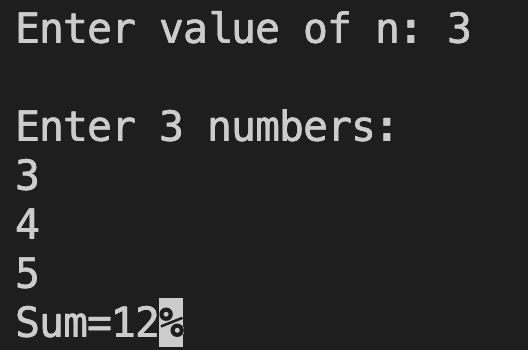 Enter value of n: 3
Enter 3 numbers:
3
4
5
Sum=12%